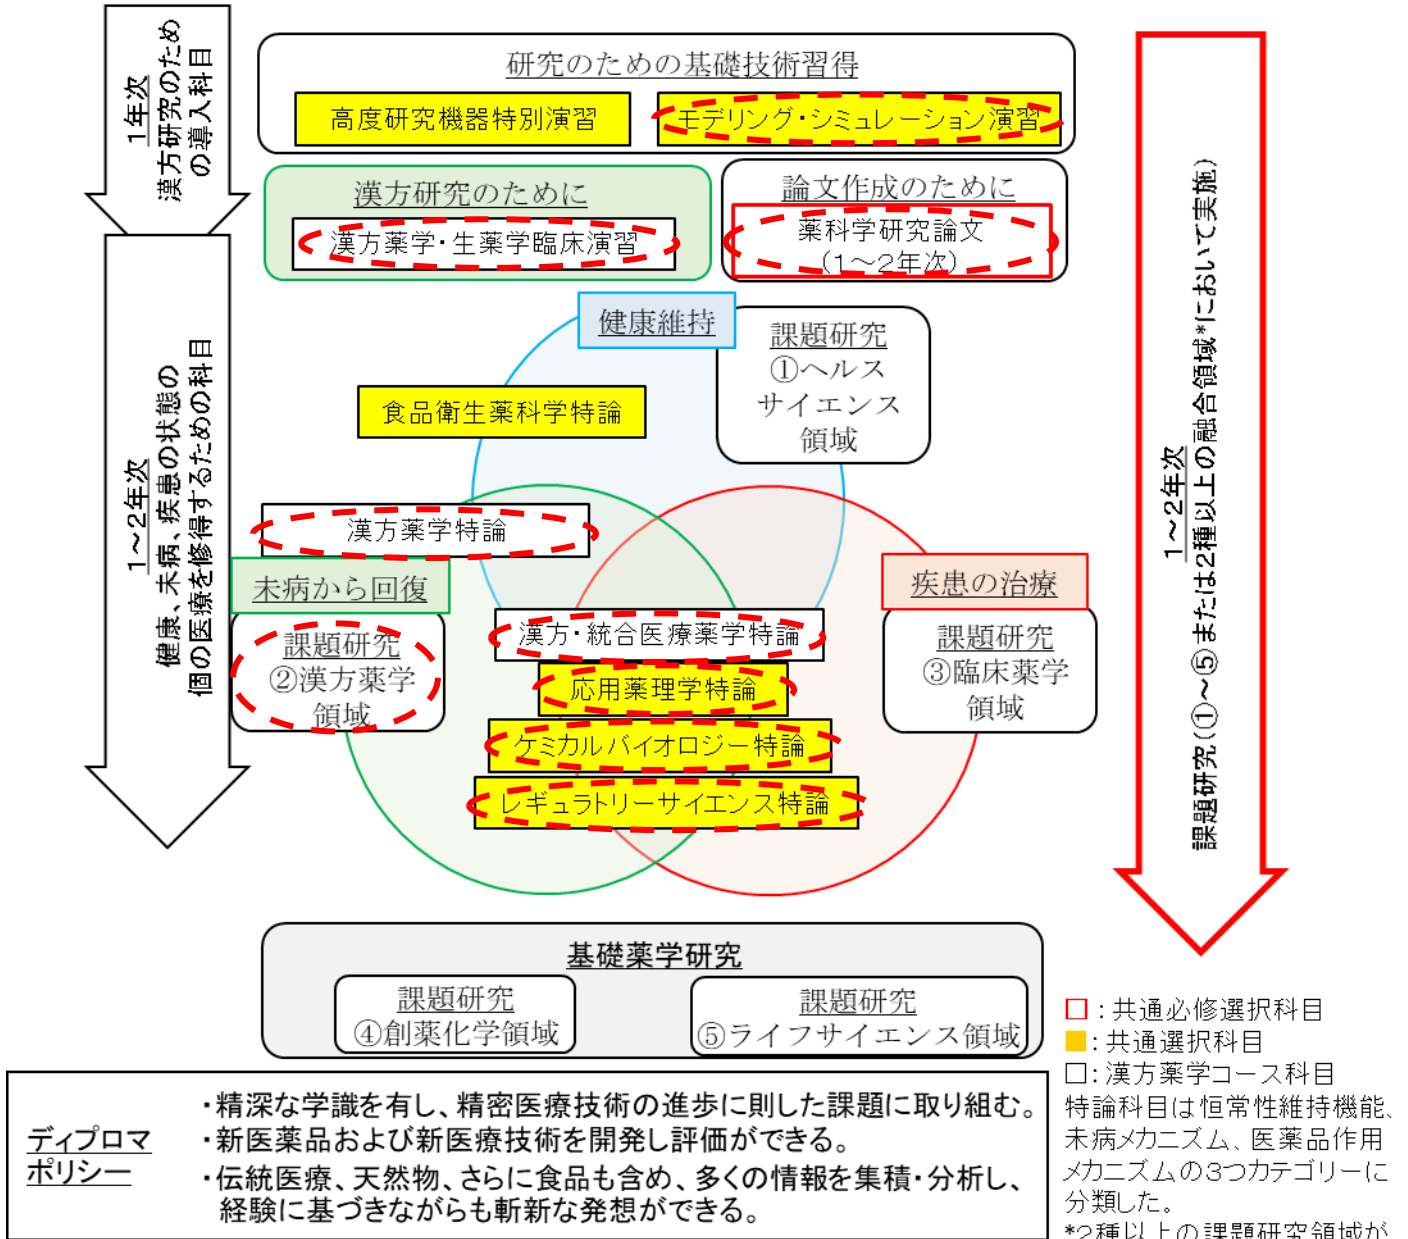 1年次
漢方研究のため
の導入科目
研究のための基礎技術習得
高度研究機器特別演習
モデリング・シミュレーション演習
漢方研究のために
漢方薬学・生薬学臨床演習
論文作成のために
薬科学研究論文
(1～2年次)
1～2年次
健康、未病、疾患の状態の
個の医療を修得するための科目
健康維持
課題研究
①ヘルス
サイエンス
領域
食品衛生薬科学特論
漢方薬学特論
未病から回復
課題研究
②漢方薬学
領域
疾患の治療
課題研究
③臨床薬学
領域
漢方・統合医療薬学特論
応用薬理学特論
ケミカルバイオロジー特論
レギュラトリーサイエンス特論
1～2年次
課題研究(①～⑤または2種以上の融合領域*において実施)
基礎薬学研究
課題研究
④創薬化学領域
課題研究
⑤ライフサイエンス領域
□：共通必修選択科目
■：共通選択科目
□：漢方薬学コース科目
特論科目は恒常性維持機能、
未病メカニズム、医薬品作用
メカニズムの3つカテゴリーに
分類した。
*2種以上の課題研究領域が
ディプロマ
ポリシー
・精深な学識を有し、精密医療技術の進歩に則した課題に取り組む。
・新医薬品および新医療技術を開発し評価ができる。
・伝統医療、天然物、さらに食品も含め、多くの情報を集積・分析し、
経験に基づきながらも斬新な発想ができる。